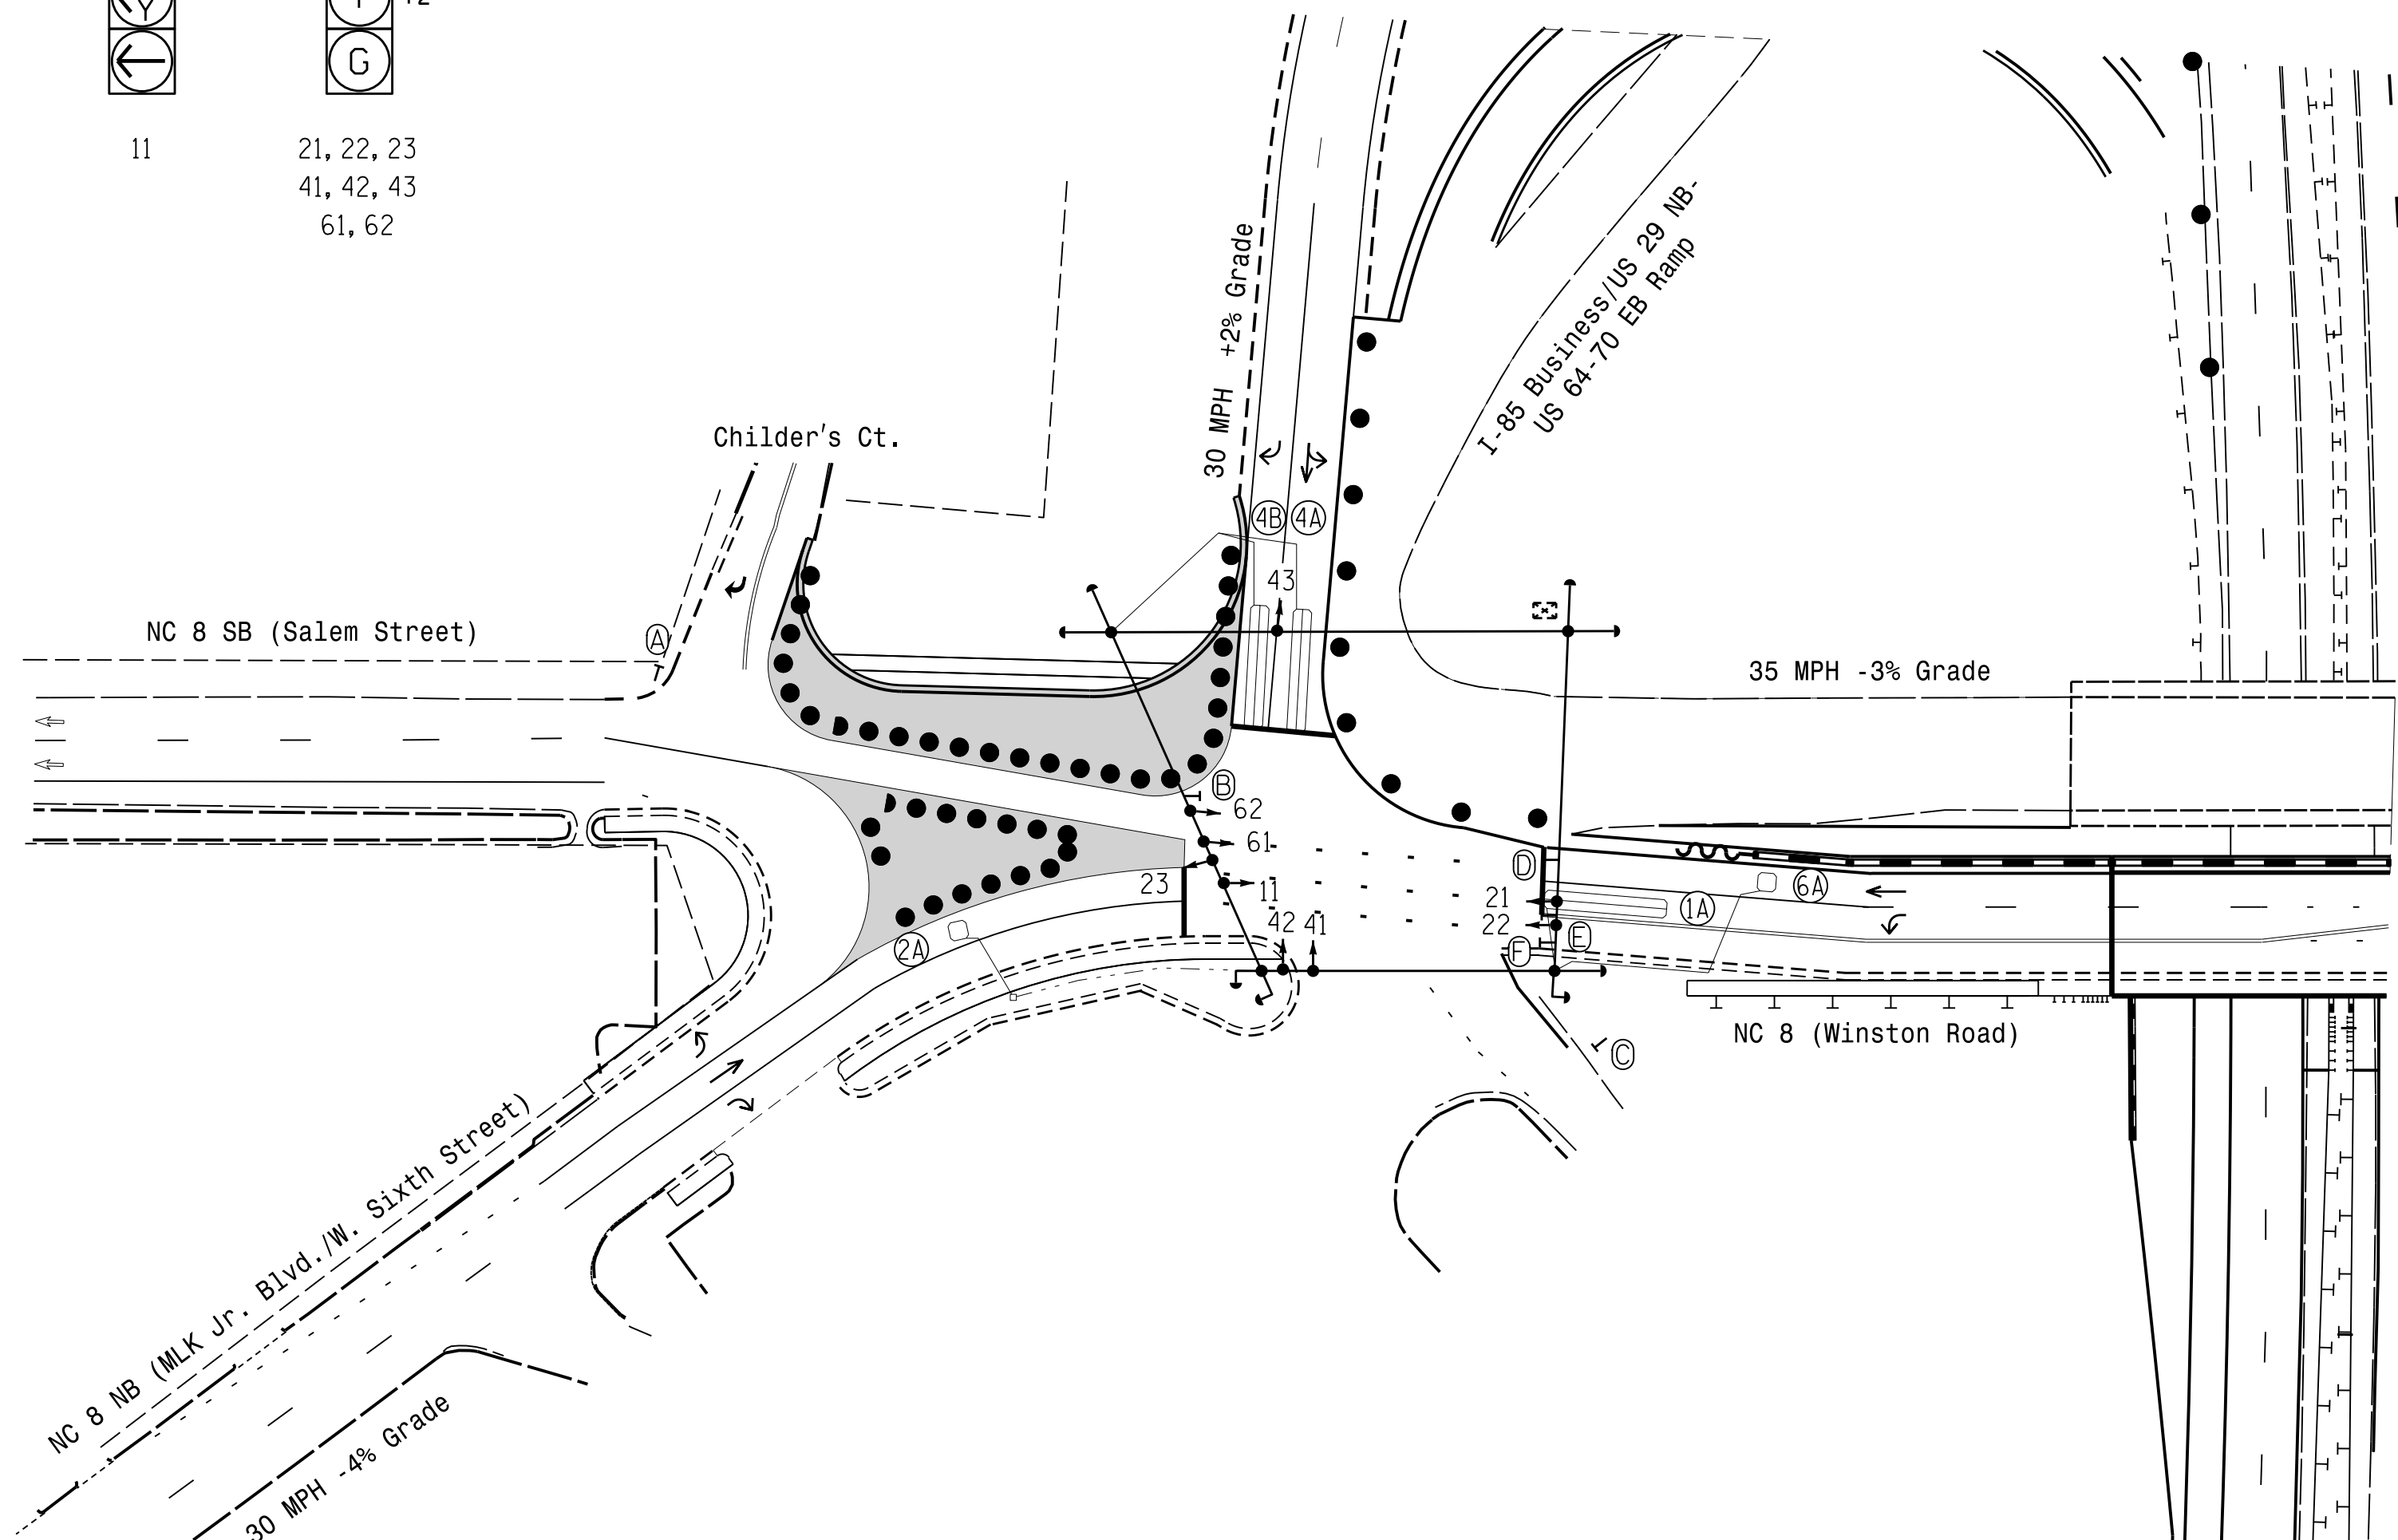 Y
Y
12"
G
11
21, 22, 23
41, 42, 43
61, 62
30 MPH +2% Grade
I-85 Business/US 29 NB-
US 64-70 EB Ramp
Childer's Ct.
4B
4A
43
NC 8 SB (Salem Street)
A
35 MPH -3% Grade
B
62
61
D
23
11
21
1A
6A
42
41
22
2A
F
E
NC 8 (Winston Road)
C
NC 8 NB (MLK Jr. Blvd./W. Sixth Street)
30 MPH -4% Grade